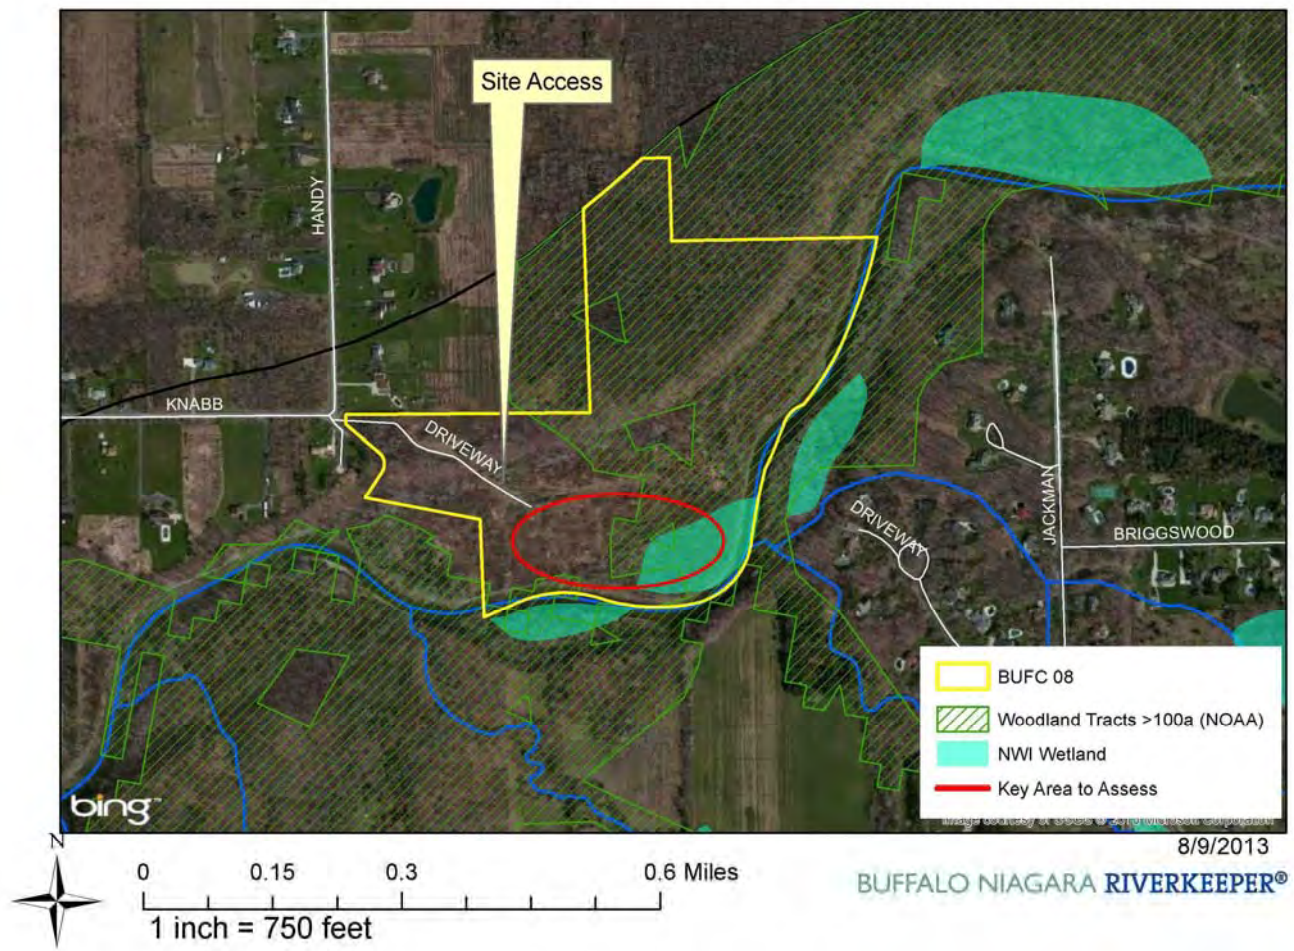 Site Access
HANDY
KNABB
DRIVEWAY
DRIVEWAY
JACKMAN
BRIGGSWOOD
BUFC 08
Woodland Tracts >100a (NOAA)
NWI Wetland
Key Area to Assess
bing™
8/9/2013
N
0 0.15 0.3 0.6 Miles
1 inch = 750 feet
BUFFALO NIAGARA RIVERKEEPER®